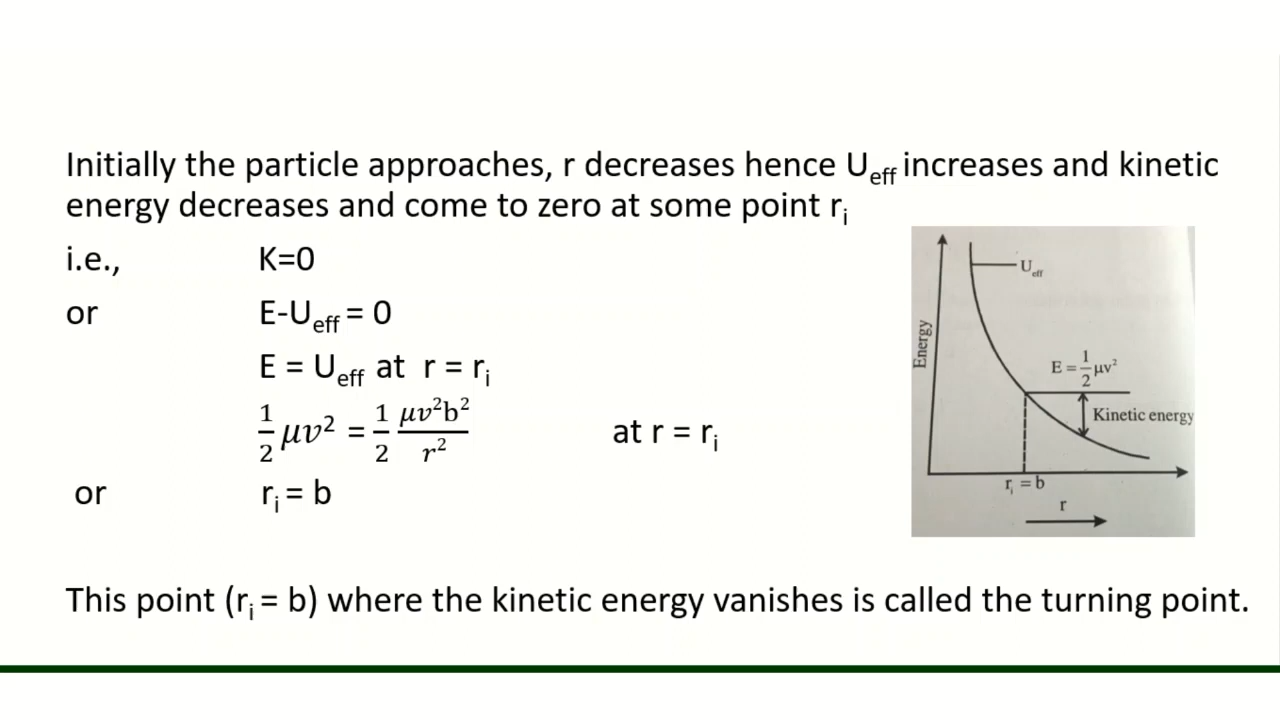 Initially the particle approaches, r decreases hence U_eff increases and kinetic
energy decreases and come to zero at some point r_i
i.e., K=0
or E-U_eff = 0
E = U_eff at r = r_i
½ μv² = ½ μv²b²/r² at r = r_i
or r_i = b
This point (r_i = b) where the kinetic energy vanishes is called the turning point.
U_eff
Energy
E = ½ μv²
Kinetic energy
r_i = b
r